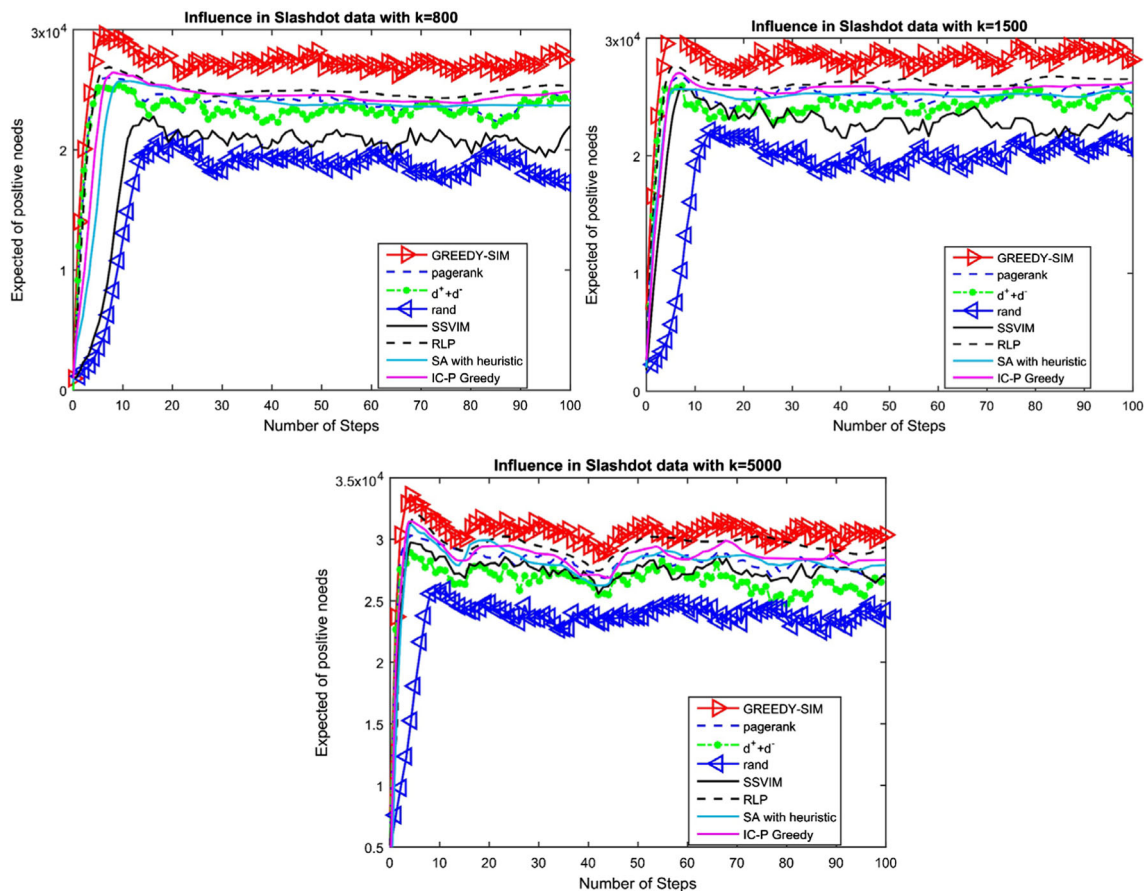 Influence in Slashdot data with k=800
3x10⁴
2
1
0
Expected of positive noeds
GREEDY-SIM
pagerank
d⁺+d⁻
rand
SSVIM
RLP
SA with heuristic
IC-P Greedy
0 10 20 30 40 50 60 70 80 90 100
Number of Steps
Influence in Slashdot data with k=1500
3x10⁴
2
1
0
Expected of positive noeds
GREEDY-SIM
pagerank
d⁺+d⁻
rand
SSVIM
RLP
SA with heuristic
IC-P Greedy
0 10 20 30 40 50 60 70 80 90 100
Number of Steps
Influence in Slashdot data with k=5000
3.5x10⁴
3
2.5
2
1.5
1
0.5
Expected of positive noeds
GREEDY-SIM
pagerank
d⁺+d⁻
rand
SSVIM
RLP
SA with heuristic
IC-P Greedy
0 10 20 30 40 50 60 70 80 90 100
Number of Steps